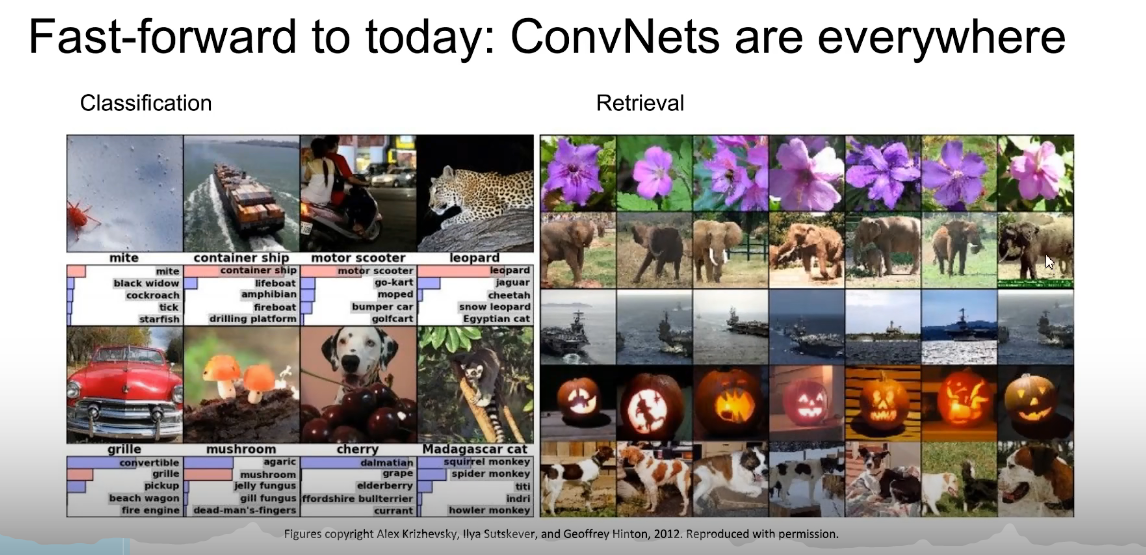 Fast-forward to today: ConvNets are everywhere
Classification
Retrieval
mite
container ship
motor scooter
leopard
mite
black widow
cockroach
tick
starfish
container ship
lifeboat
amphibian
fireboat
drilling platform
motor scooter
go-kart
moped
bumper car
golfcart
leopard
jaguar
cheetah
snow leopard
Egyptian cat
grille
mushroom
cherry
Madagascar cat
convertible
grille
pickup
beach wagon
fire engine
agaric
mushroom
jelly fungus
gill fungus
dead-man's-fingers
dalmatian
grape
elderberry
ffordshire bullterrier
currant
squirrel monkey
spider monkey
titi
indri
howler monkey
Figures copyright Alex Krizhevsky, Ilya Sutskever, and Geoffrey Hinton, 2012. Reproduced with permission.